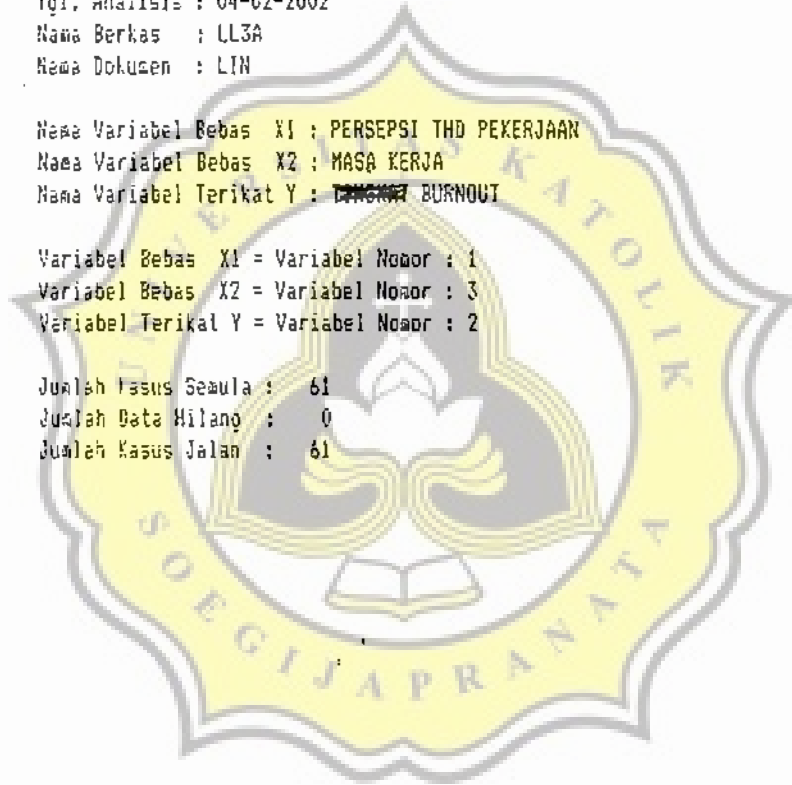 Tgl. Analisis : 04-02-2002
Nama Berkas : LL3A
Nama Dokumen : LIN
Nama Variabel Bebas X1 : PERSEPSI THD PEKERJAAN
Nama Variabel Bebas X2 : MASA KERJA
Nama Variabel Terikat Y : BURNOUT
Variabel Bebas X1 = Variabel Nomor : 1
Variabel Bebas X2 = Variabel Nomor : 3
Variabel Terikat Y = Variabel Nomor : 2
Jumlah Kasus Semula : 61
Jumlah Data Hilang : 0
Jumlah Kasus Jalan : 61
UNIVERSITAS KATOLIK
SOEGIJAPRANATA